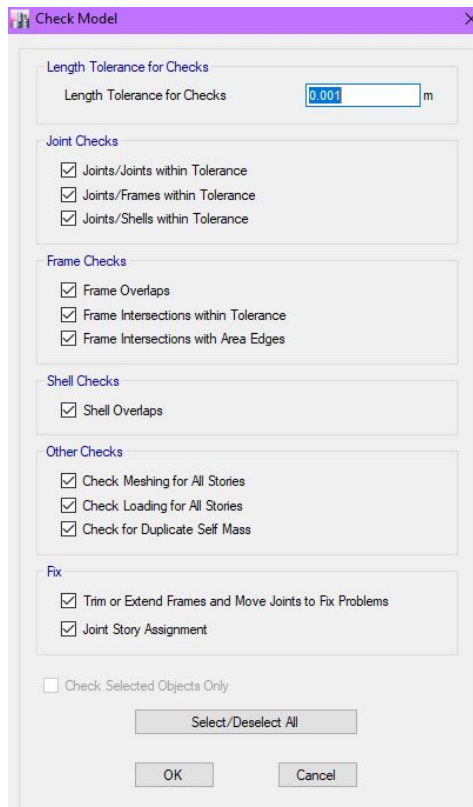 Check Model
Length Tolerance for Checks
Length Tolerance for Checks 0.001 m
Joint Checks
Joints/Joints within Tolerance
Joints/Frames within Tolerance
Joints/Shells within Tolerance
Frame Checks
Frame Overlaps
Frame Intersections within Tolerance
Frame Intersections with Area Edges
Shell Checks
Shell Overlaps
Other Checks
Check Meshing for All Stories
Check Loading for All Stories
Check for Duplicate Self Mass
Fix
Trim or Extend Frames and Move Joints to Fix Problems
Joint Story Assignment
Check Selected Objects Only
Select/Deselect All
OK Cancel